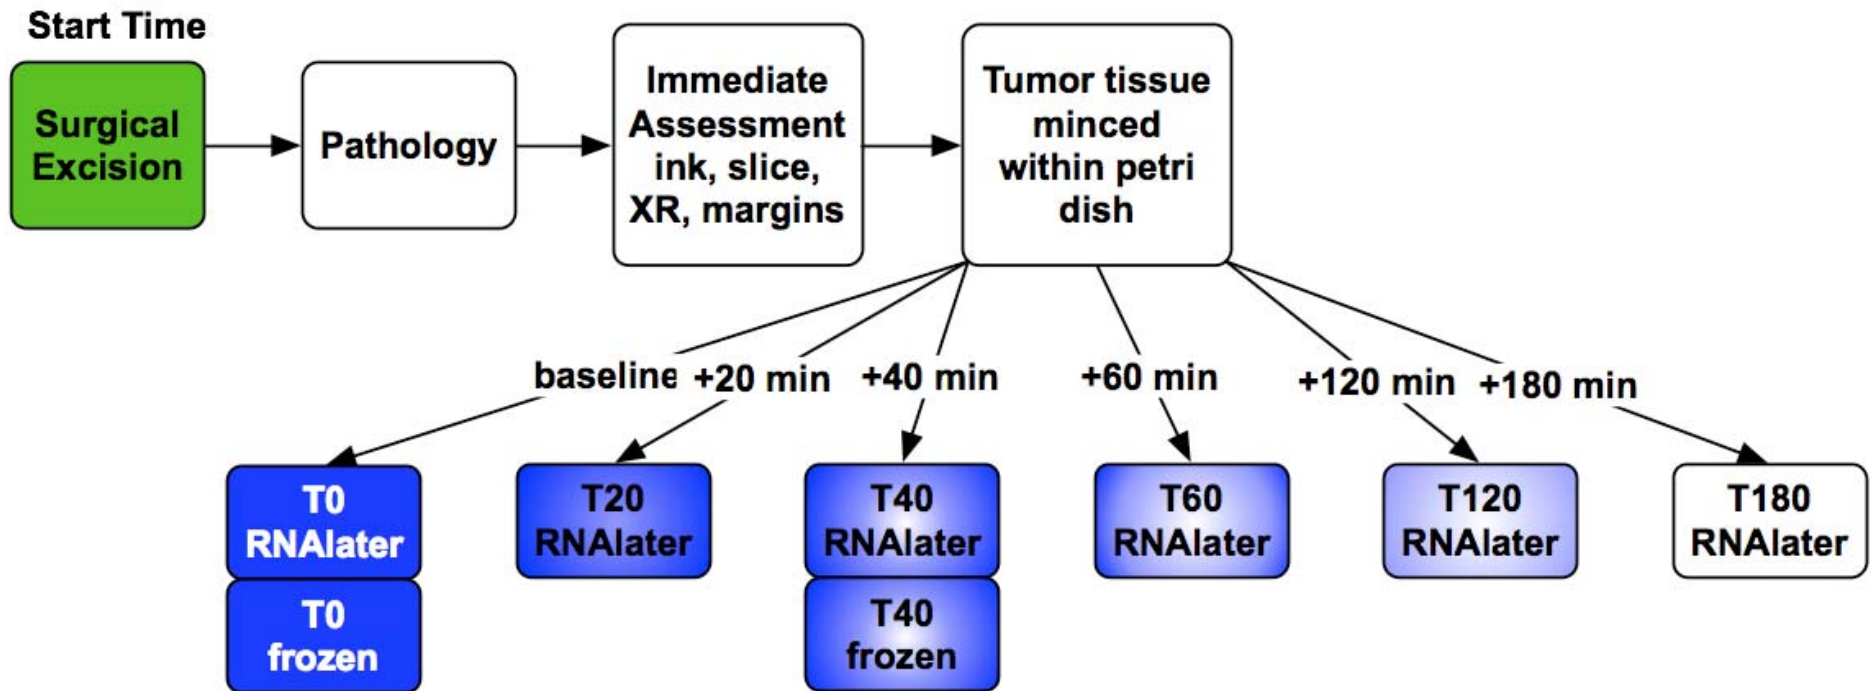 Start Time
Surgical
Excision
Pathology
Immediate
Assessment
ink, slice,
XR, margins
Tumor tissue
minced
within petri
dish
baseline
+20 min
+40 min
+60 min
+120 min
+180 min
T0
RNAlater
T0
frozen
T20
RNAlater
T40
RNAlater
T40
frozen
T60
RNAlater
T120
RNAlater
T180
RNAlater